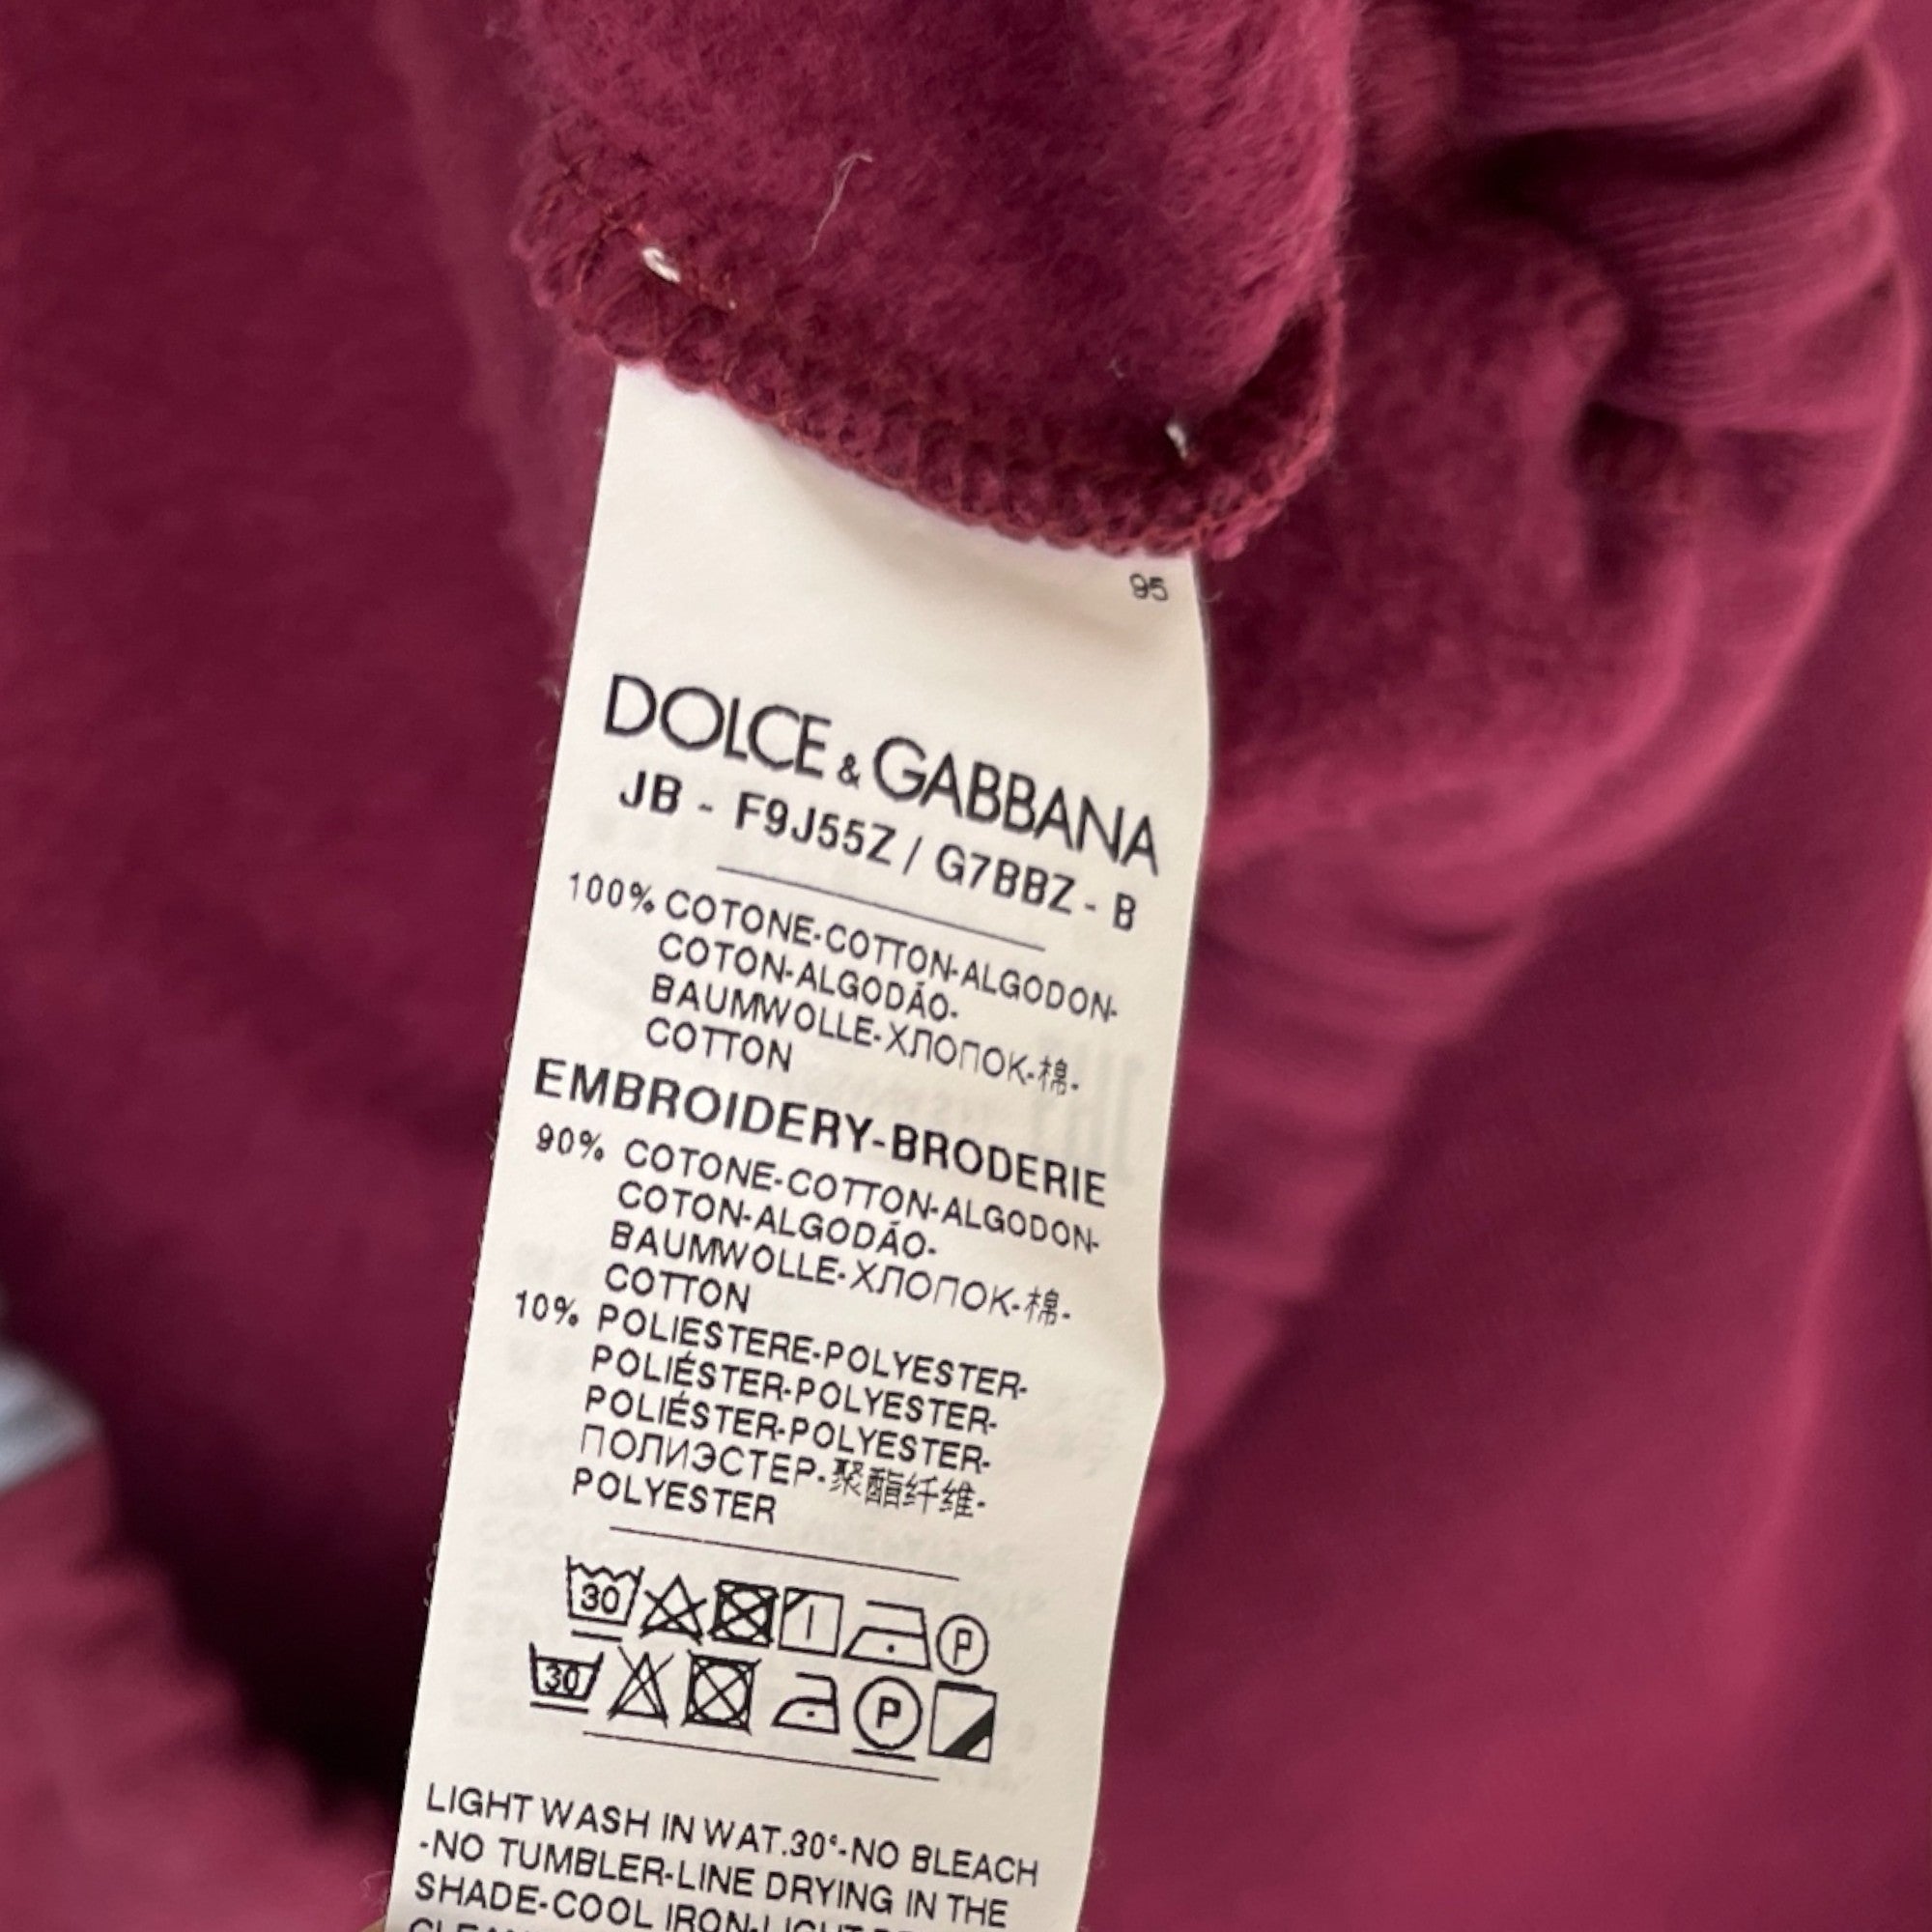 95
DOLCE & GABBANA
JB - F9J55Z / G7BBZ - B
100% COTONE-COTTON-ALGODON-
COTON-ALGODÃO-
BAUMWOLLE-ХЛОПОК-棉-
COTTON
EMBROIDERY-BRODERIE
90% COTONE-COTTON-ALGODON-
COTON-ALGODÃO-
BAUMWOLLE-ХЛОПОК-棉-
COTTON
10% POLIESTERE-POLYESTER-
POLIÉSTER-POLYESTER-
POLIÉSTER-POLYESTER-
ПОЛИЭСТЕР-聚酯纤维-
POLYESTER
30 P
30 P
LIGHT WASH IN WAT.30°-NO BLEACH
-NO TUMBLER-LINE DRYING IN THE
SHADE-COOL IRON-LIGHT